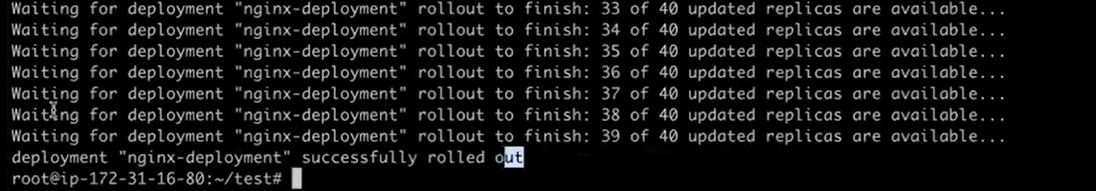 Waiting for deployment "nginx-deployment" rollout to finish: 33 of 40 updated replicas are available...
Waiting for deployment "nginx-deployment" rollout to finish: 34 of 40 updated replicas are available...
Waiting for deployment "nginx-deployment" rollout to finish: 35 of 40 updated replicas are available...
Waiting for deployment "nginx-deployment" rollout to finish: 36 of 40 updated replicas are available...
Waiting for deployment "nginx-deployment" rollout to finish: 37 of 40 updated replicas are available...
Waiting for deployment "nginx-deployment" rollout to finish: 38 of 40 updated replicas are available...
Waiting for deployment "nginx-deployment" rollout to finish: 39 of 40 updated replicas are available...
deployment "nginx-deployment" successfully rolled out
root@ip-172-31-16-80:~/test#